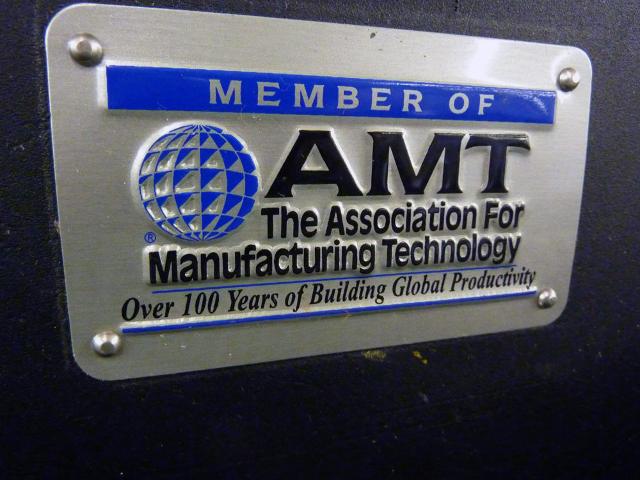 MEMBER OF
AMT
The Association For
Manufacturing Technology
®
Over 100 Years of Building Global Productivity